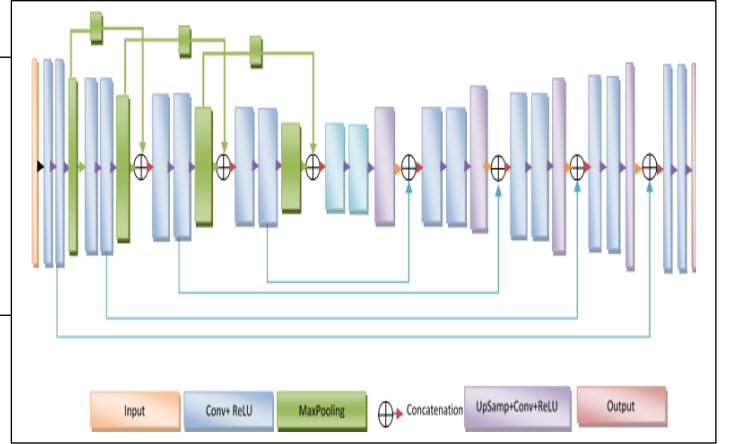 Input
Conv+ ReLU
MaxPooling
Concatenation
UpSamp+Conv+ReLU
Output